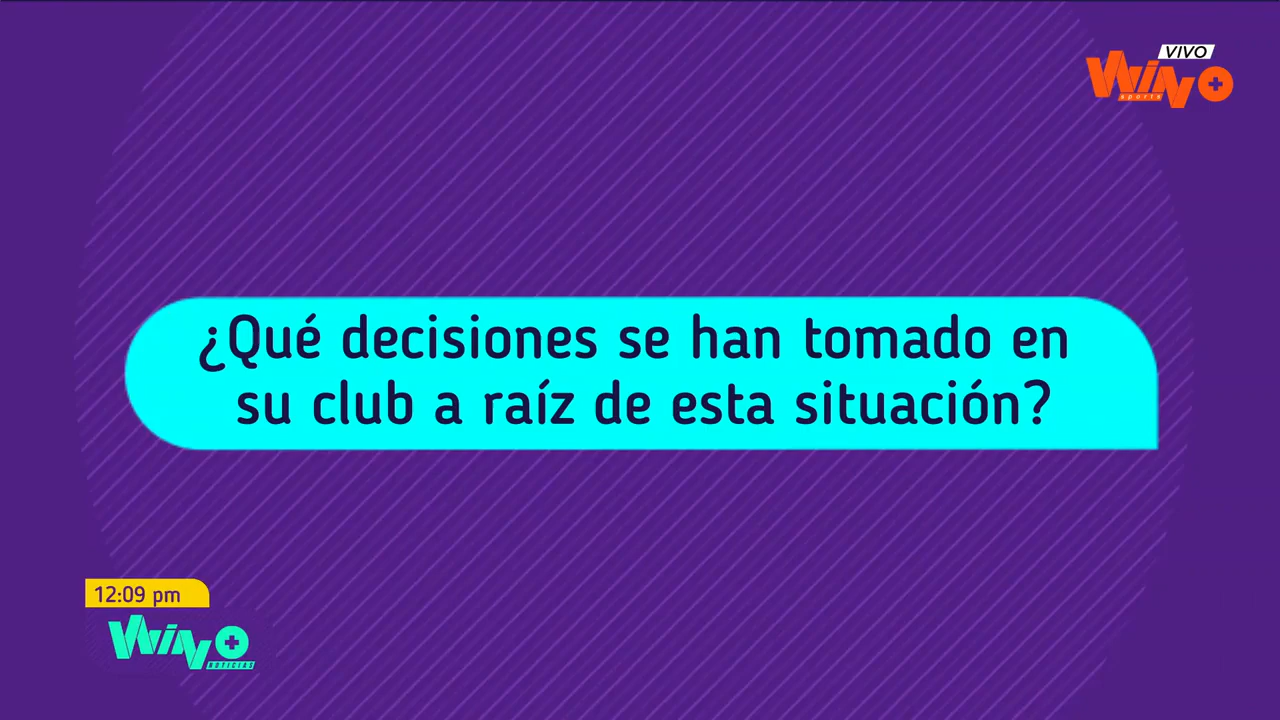 VIVO
WIN+
sports
¿Qué decisiones se han tomado en
su club a raíz de esta situación?
12:09 pm
WIN+
NOTICIAS